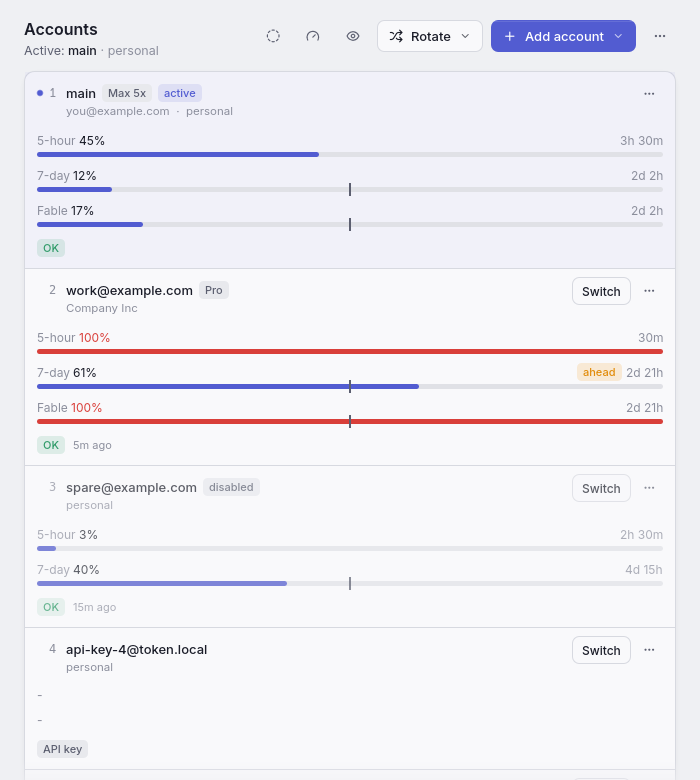 Accounts
Active: main · personal
Rotate
Add account
1 main Max 5x active
you@example.com · personal
5-hour 45% 3h 30m
7-day 12% 2d 2h
Fable 17% 2d 2h
OK
2 work@example.com Pro Switch
Company Inc
5-hour 100% 30m
7-day 61% ahead 2d 21h
Fable 100% 2d 21h
OK 5m ago
3 spare@example.com disabled Switch
personal
5-hour 3% 2h 30m
7-day 40% 4d 15h
OK 15m ago
4 api-key-4@token.local Switch
personal
-
-
API key